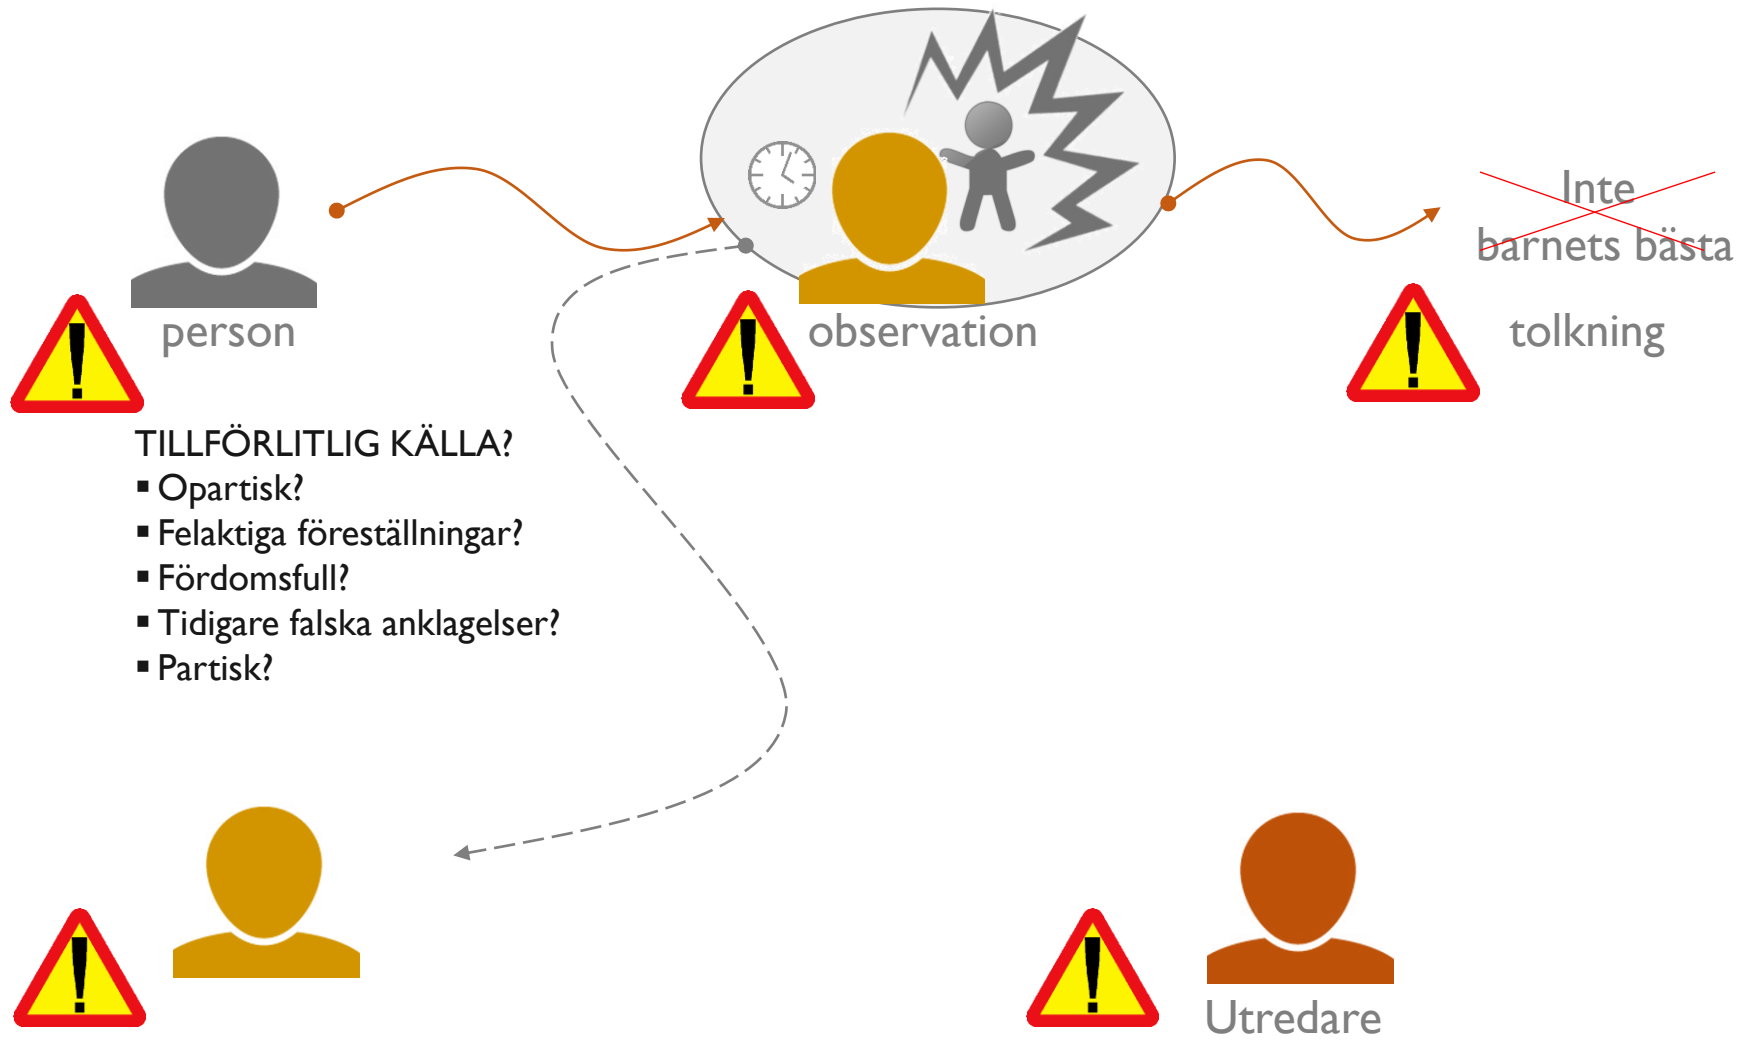 Inte
barnets bästa
person
observation
tolkning
TILLFÖRLITLIG KÄLLA?
▪ Opartisk?
▪ Felaktiga föreställningar?
▪ Fördomsfull?
▪ Tidigare falska anklagelser?
▪ Partisk?
Utredare